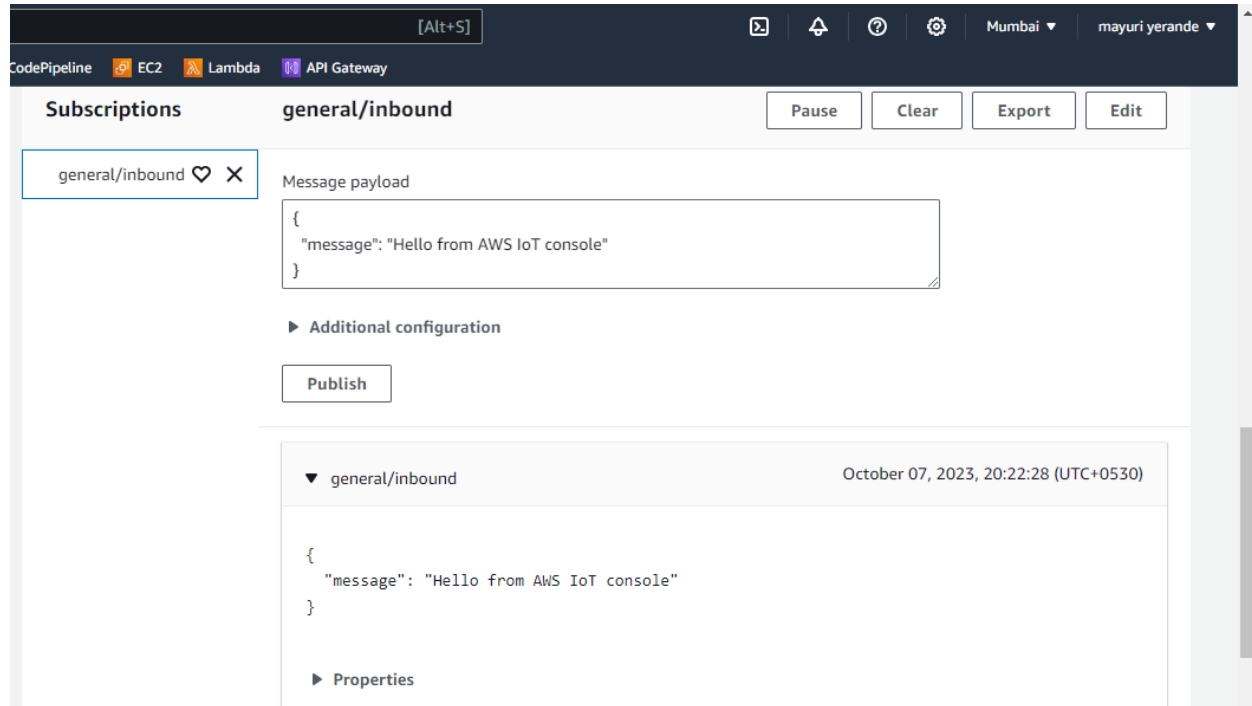 [Alt+S]
Mumbai ▼
mayuri yerande ▼
CodePipeline
EC2
Lambda
API Gateway
Subscriptions
general/inbound
Pause
Clear
Export
Edit
general/inbound
Message payload
{
"message": "Hello from AWS IoT console"
}
Additional configuration
Publish
general/inbound
October 07, 2023, 20:22:28 (UTC+0530)
{
"message": "Hello from AWS IoT console"
}
Properties